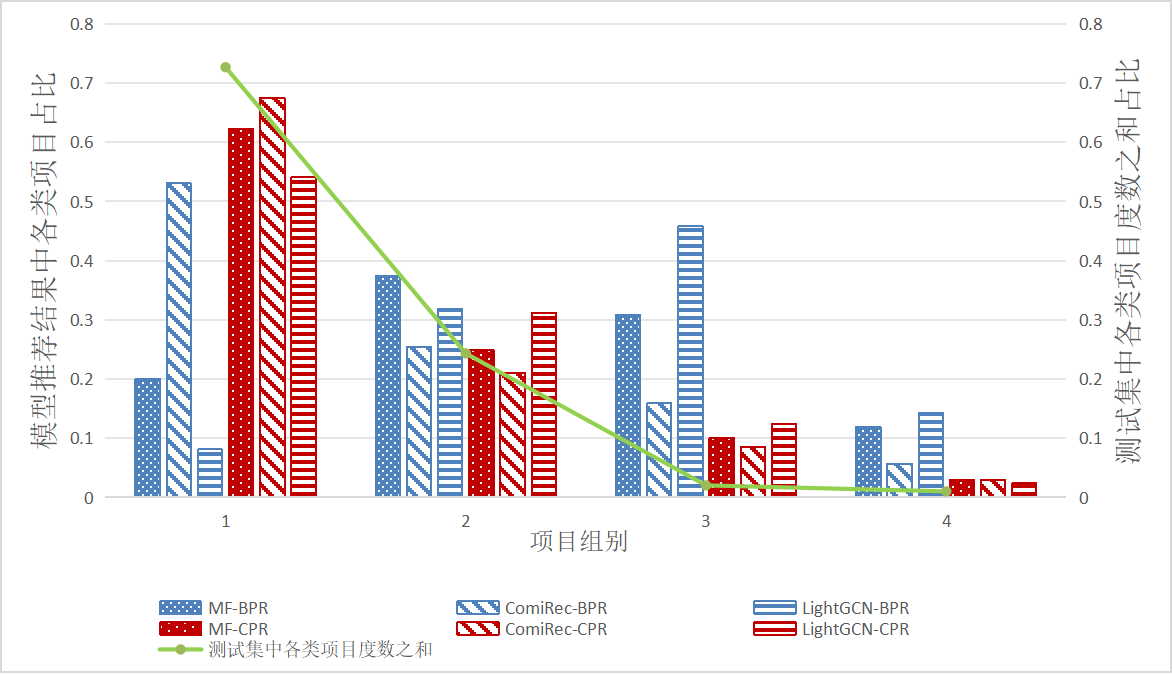 模型推荐结果中各类项目占比
0.8
0.7
0.6
0.5
0.4
0.3
0.2
0.1
0
0.8
0.7
0.6
0.5
0.4
0.3
0.2
0.1
0
测试集中各类项目度数之和占比
1 2 3 4
项目组别
MF-BPR ComiRec-BPR LightGCN-BPR
MF-CPR ComiRec-CPR LightGCN-CPR
测试集中各类项目度数之和